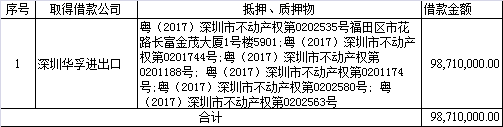 序号 取得借款公司 抵押、质押物 借款金额
粤（2017）深圳市不动产权第0202535号福田区市花
路长富金茂大厦1号楼5901;粤（2017）深圳市不动产
权第0201744号;粤（2017）深圳市不动产权第
0201188号; 粤（2017）深圳市不动产权第0201174
号;粤（2017）深圳市不动产权第0202580号; 粤
（2017）深圳市不动产权第0202563号
1 深圳华孚进出口 98,710,000.00
合计 98,710,000.00